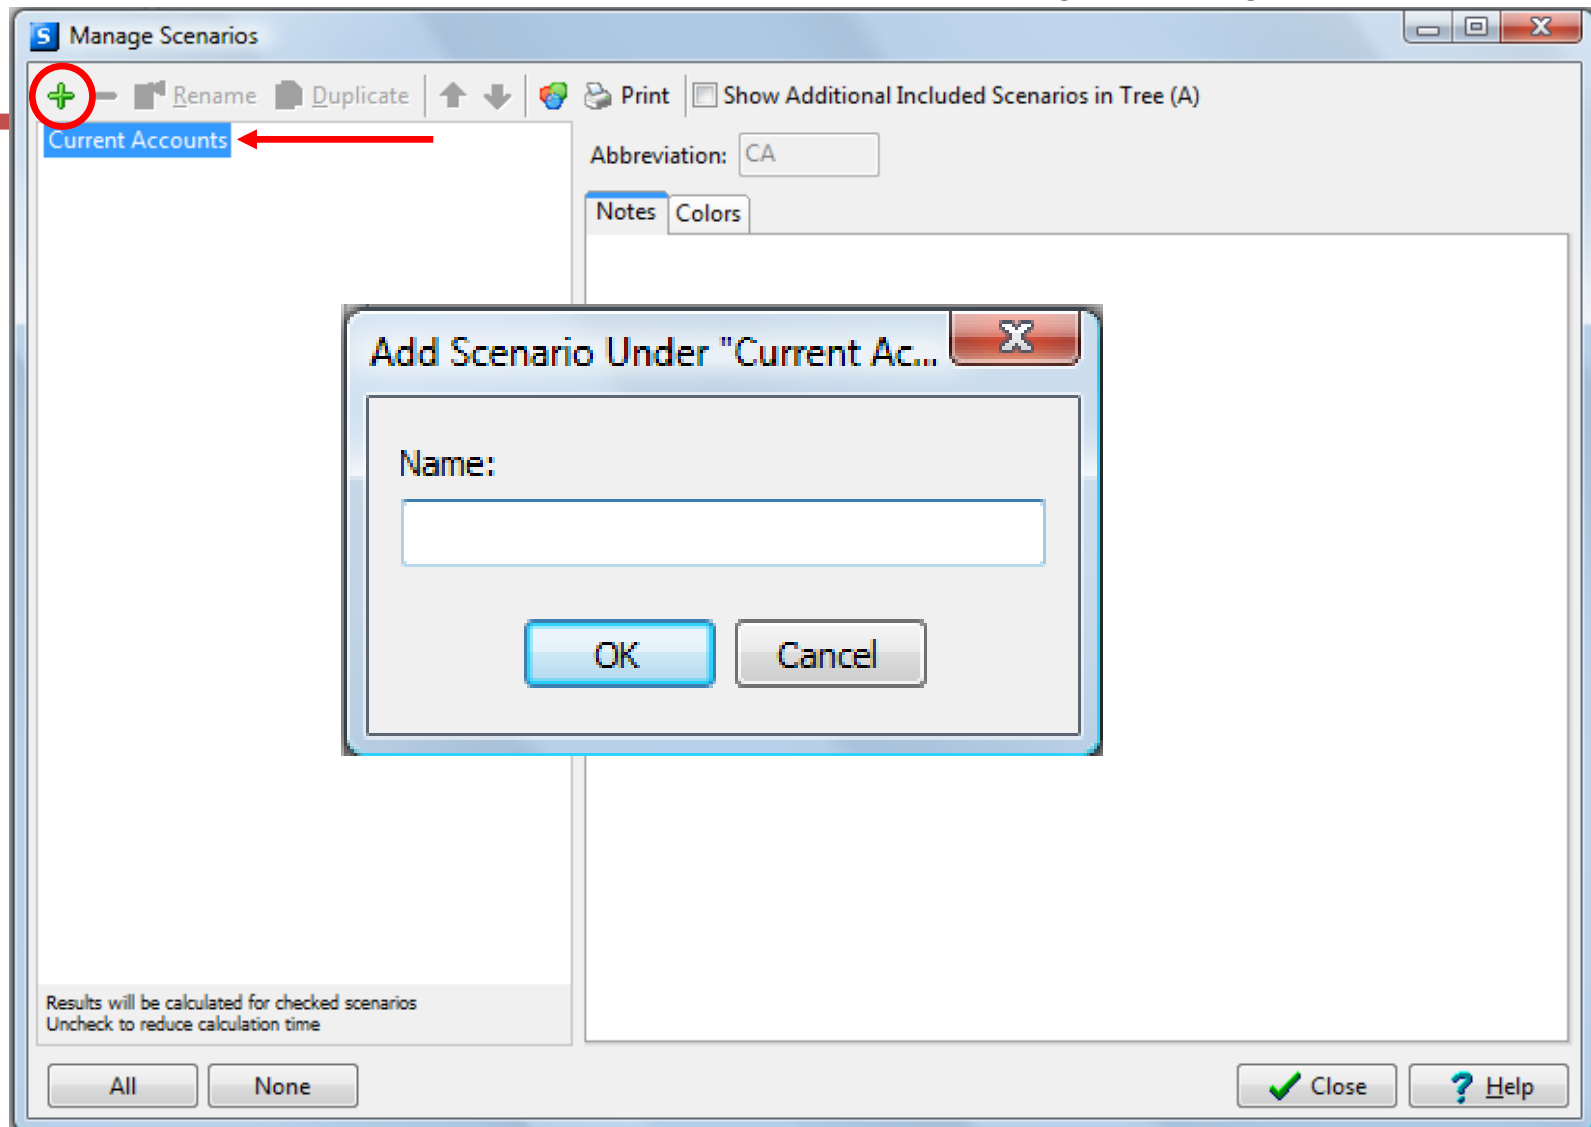 Manage Scenarios
Rename Duplicate Print Show Additional Included Scenarios in Tree (A)
Current Accounts
Abbreviation: CA
Notes Colors
Add Scenario Under "Current Ac...
Name:
OK Cancel
Results will be calculated for checked scenarios
Uncheck to reduce calculation time
All None Close ? Help